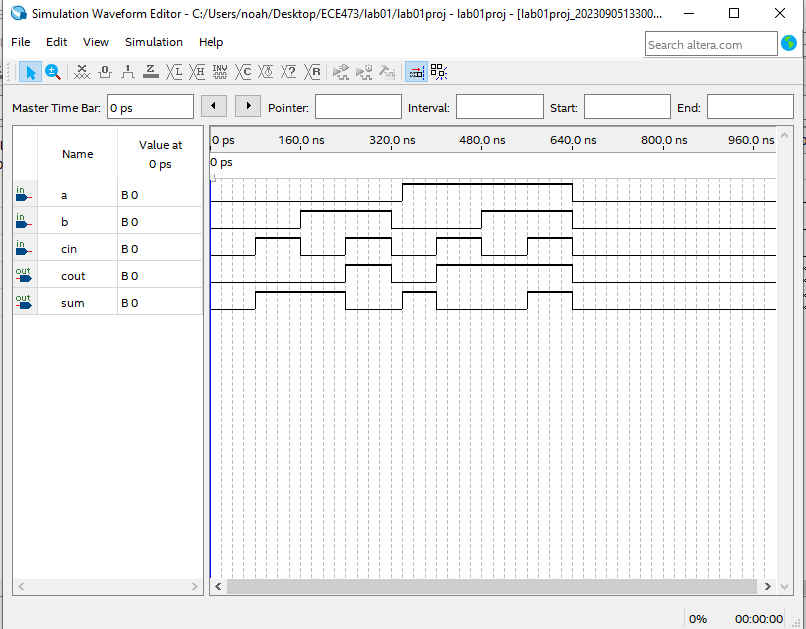 Simulation Waveform Editor - C:/Users/noah/Desktop/ECE473/lab01/lab01proj - lab01proj - [lab01proj_2023090513300...
File Edit View Simulation Help
Search altera.com
Master Time Bar: 0 ps Pointer: Interval: Start: End:
Name Value at 0 ps
0 ps 160.0 ns 320.0 ns 480.0 ns 640.0 ns 800.0 ns 960.0 ns
0 ps
in a B 0
in b B 0
in cin B 0
out cout B 0
out sum B 0
0% 00:00:00